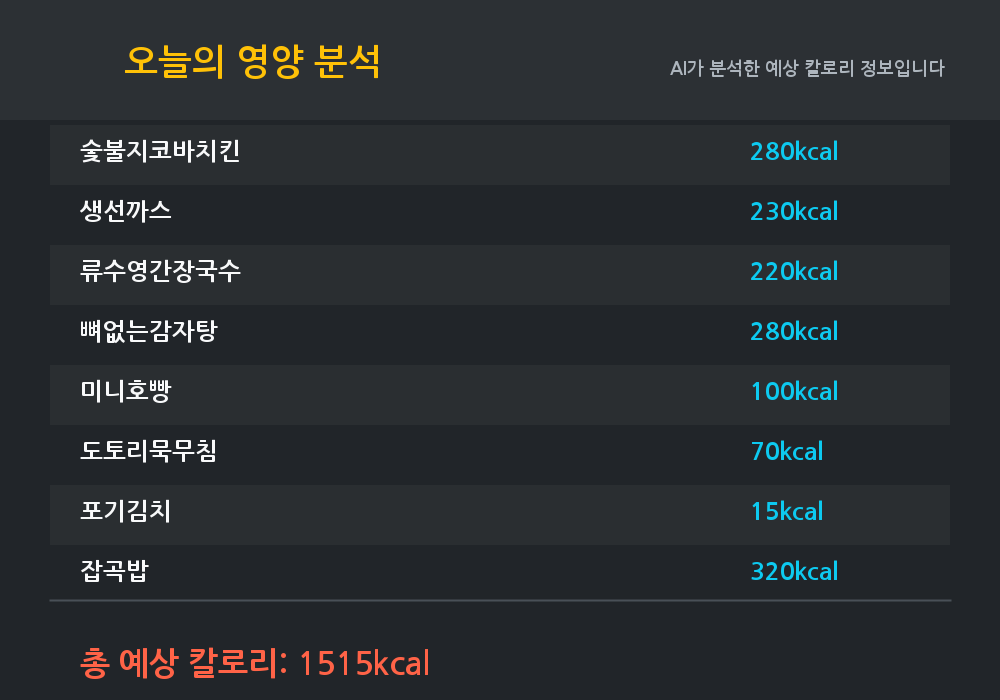 오늘의 영양 분석
AI가 분석한 예상 칼로리 정보입니다
숯불지코바치킨 280kcal
생선까스 230kcal
류수영간장국수 220kcal
뼈없는감자탕 280kcal
미니호빵 100kcal
도토리묵무침 70kcal
포기김치 15kcal
잡곡밥 320kcal
총 예상 칼로리: 1515kcal